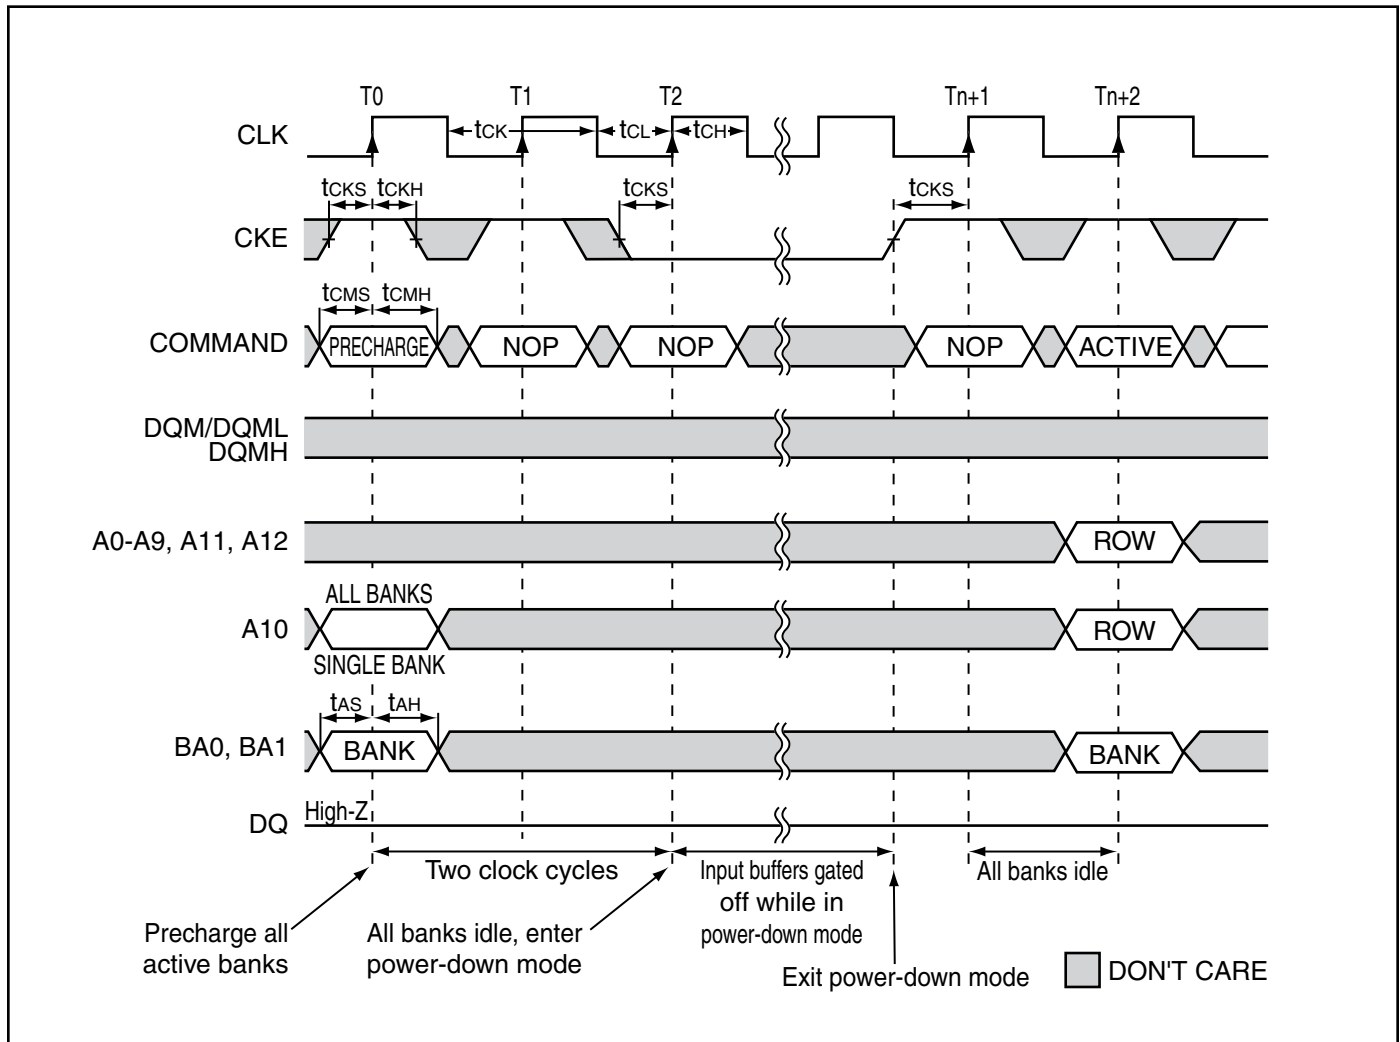 T0 T1 T2 Tn+1 Tn+2
CLK tCK tCL tCH
tCKS tCKH tCKS tCKS
CKE
tCMS tCMH
COMMAND PRECHARGE NOP NOP NOP ACTIVE
DQM/DQML
DQMH
A0-A9, A11, A12 ROW
ALL BANKS
A10 ROW
SINGLE BANK
tAS tAH
BA0, BA1 BANK BANK
High-Z
DQ
Two clock cycles
Input buffers gated
off while in
power-down mode
All banks idle
Precharge all
active banks
All banks idle, enter
power-down mode
Exit power-down mode
DON'T CARE